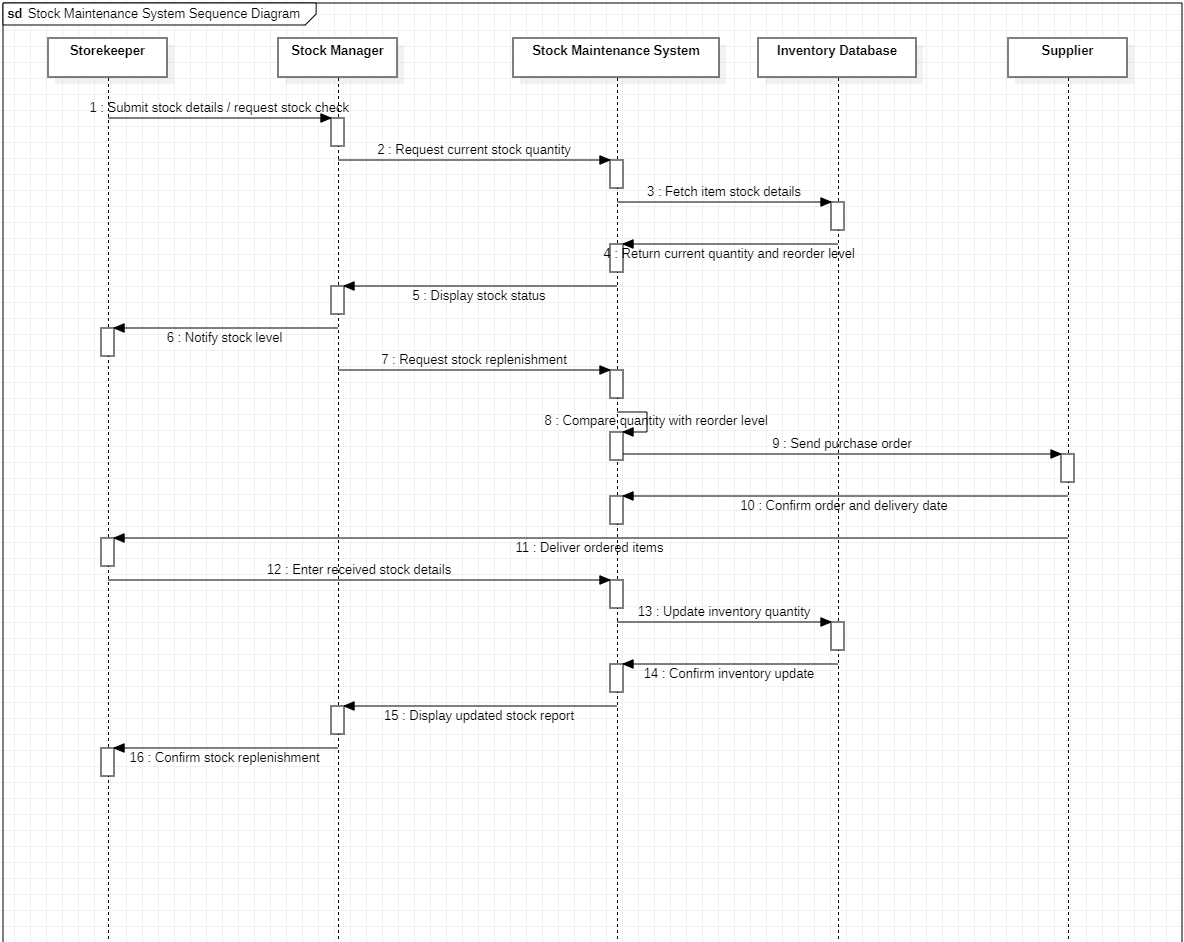 sd Stock Maintenance System Sequence Diagram
Storekeeper
Stock Manager
Stock Maintenance System
Inventory Database
Supplier
1 : Submit stock details / request stock check
2 : Request current stock quantity
3 : Fetch item stock details
4 : Return current quantity and reorder level
5 : Display stock status
6 : Notify stock level
7 : Request stock replenishment
8 : Compare quantity with reorder level
9 : Send purchase order
10 : Confirm order and delivery date
11 : Deliver ordered items
12 : Enter received stock details
13 : Update inventory quantity
14 : Confirm inventory update
15 : Display updated stock report
16 : Confirm stock replenishment